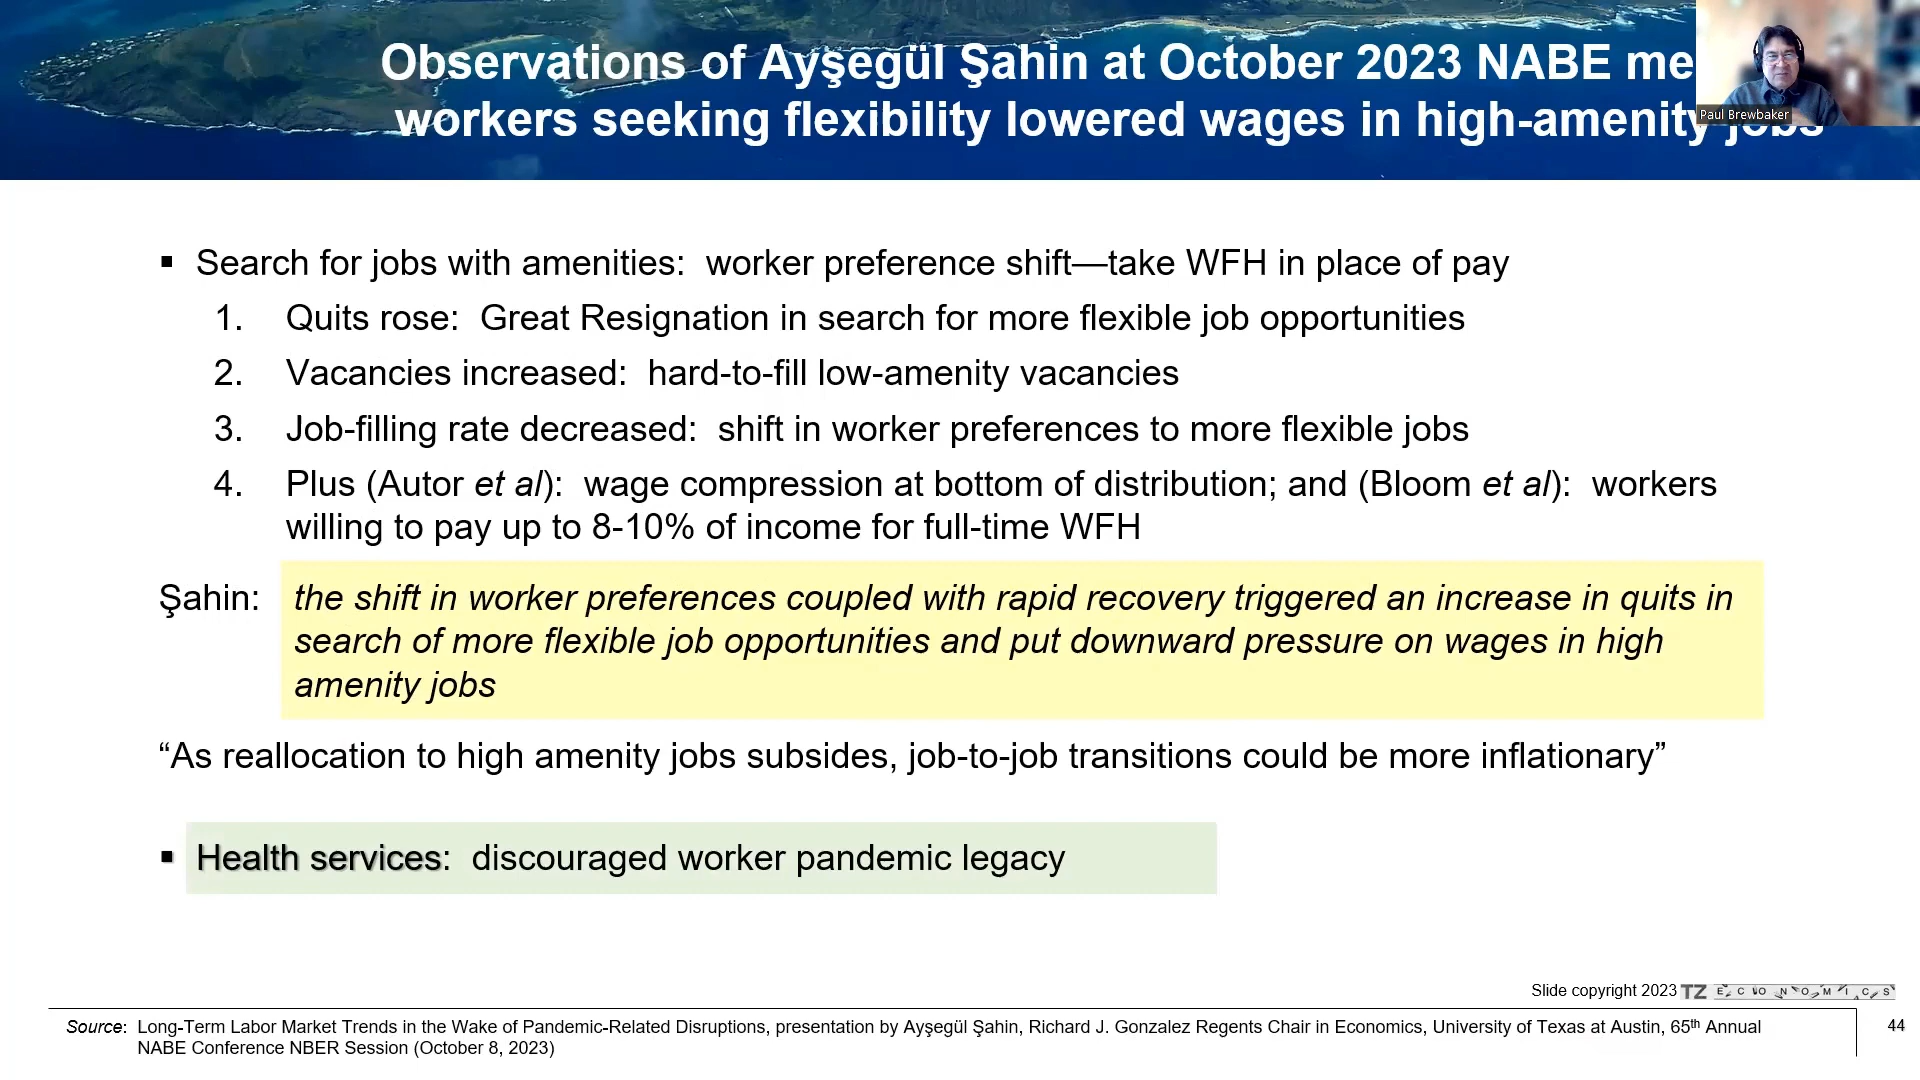 Observations of Ayşegül Şahin at October 2023 NABE me
workers seeking flexibility lowered wages in high-amenity jobs
Paul Brewbaker
▪ Search for jobs with amenities: worker preference shift—take WFH in place of pay
1. Quits rose: Great Resignation in search for more flexible job opportunities
2. Vacancies increased: hard-to-fill low-amenity vacancies
3. Job-filling rate decreased: shift in worker preferences to more flexible jobs
4. Plus (Autor et al): wage compression at bottom of distribution; and (Bloom et al): workers
willing to pay up to 8-10% of income for full-time WFH
Şahin: the shift in worker preferences coupled with rapid recovery triggered an increase in quits in
search of more flexible job opportunities and put downward pressure on wages in high
amenity jobs
“As reallocation to high amenity jobs subsides, job-to-job transitions could be more inflationary”
▪ Health services: discouraged worker pandemic legacy
Slide copyright 2023 TZ ECONOMICS
Source: Long-Term Labor Market Trends in the Wake of Pandemic-Related Disruptions, presentation by Ayşegül Şahin, Richard J. Gonzalez Regents Chair in Economics, University of Texas at Austin, 65th Annual
NABE Conference NBER Session (October 8, 2023)
44